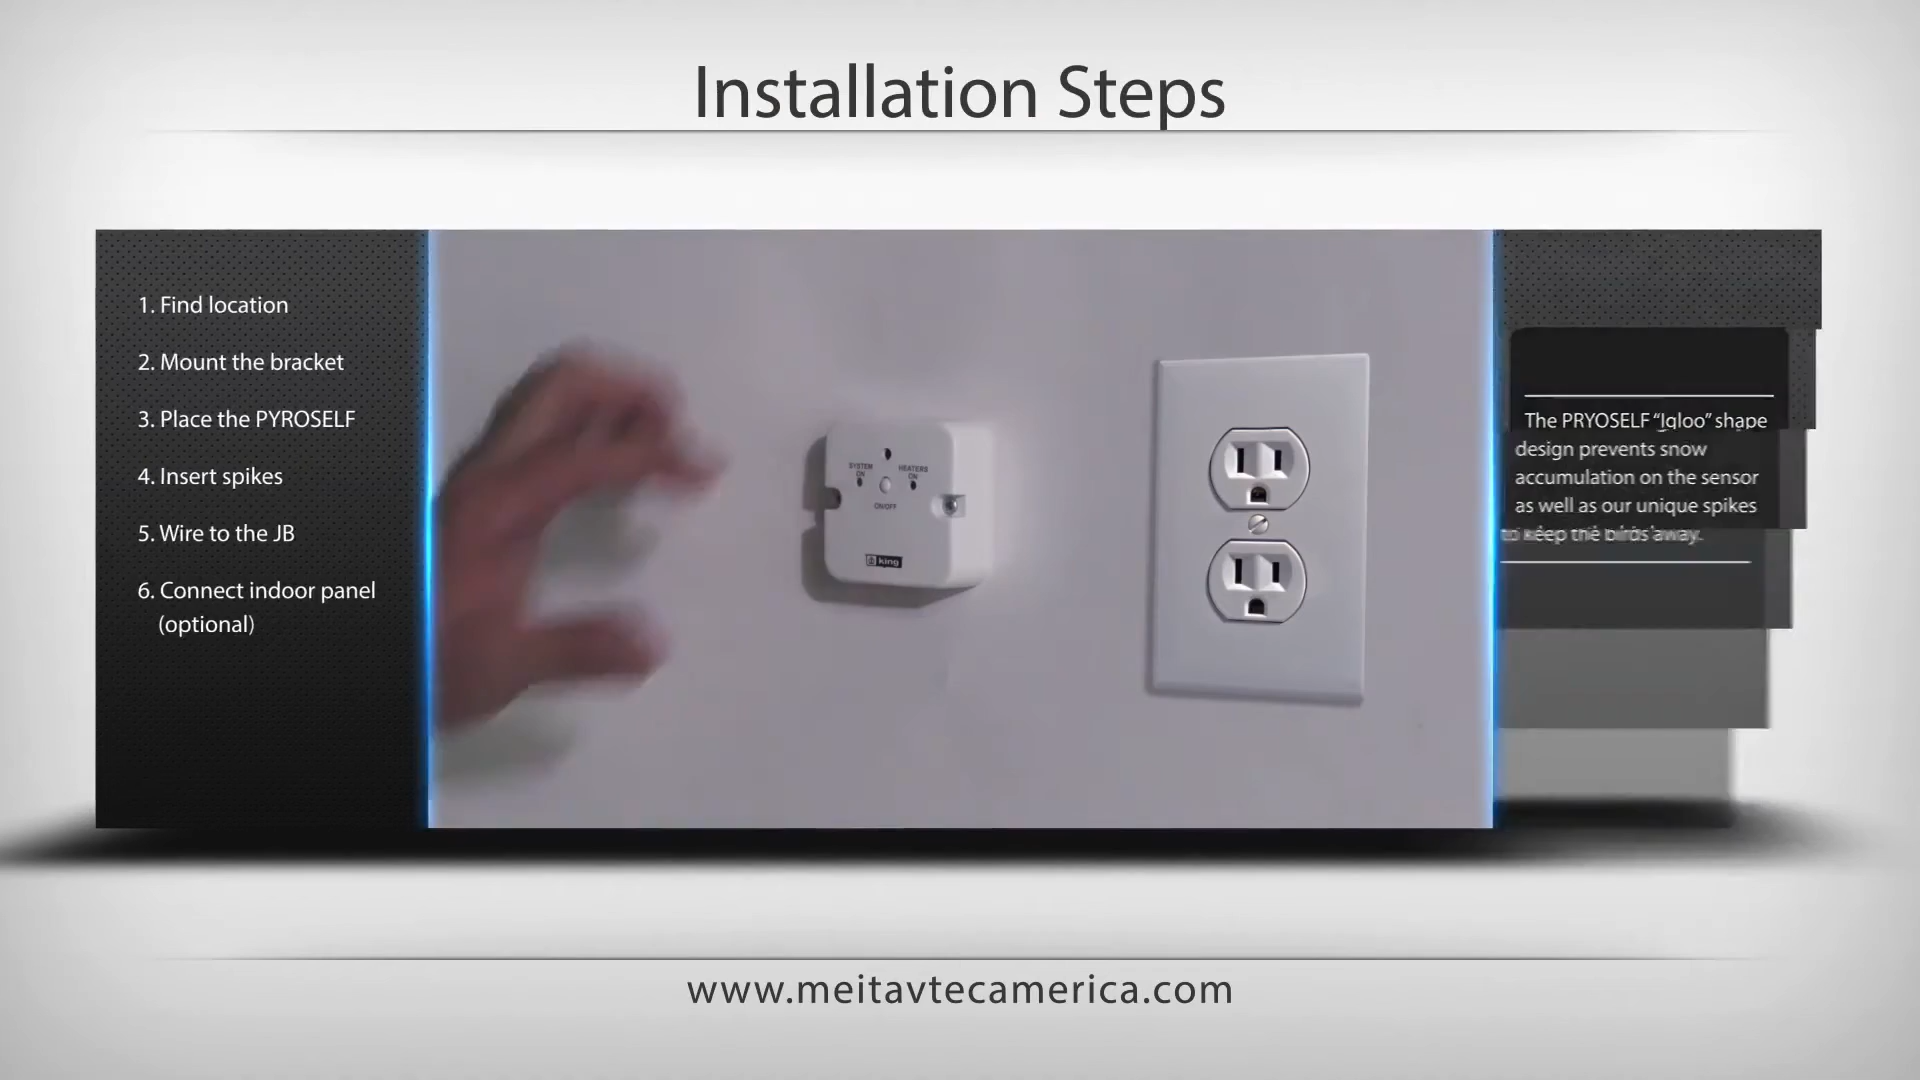 Installation Steps
1. Find location
2. Mount the bracket
3. Place the PYROSELF
4. Insert spikes
5. Wire to the JB
6. Connect indoor panel
(optional)
SYSTEM
ON
HEATERS
ON
ON/OFF
king
The PRYOSELF “Igloo” shape
design prevents snow
accumulation on the sensor
as well as our unique spikes
to keep the birds away.
www.meitavtecamerica.com